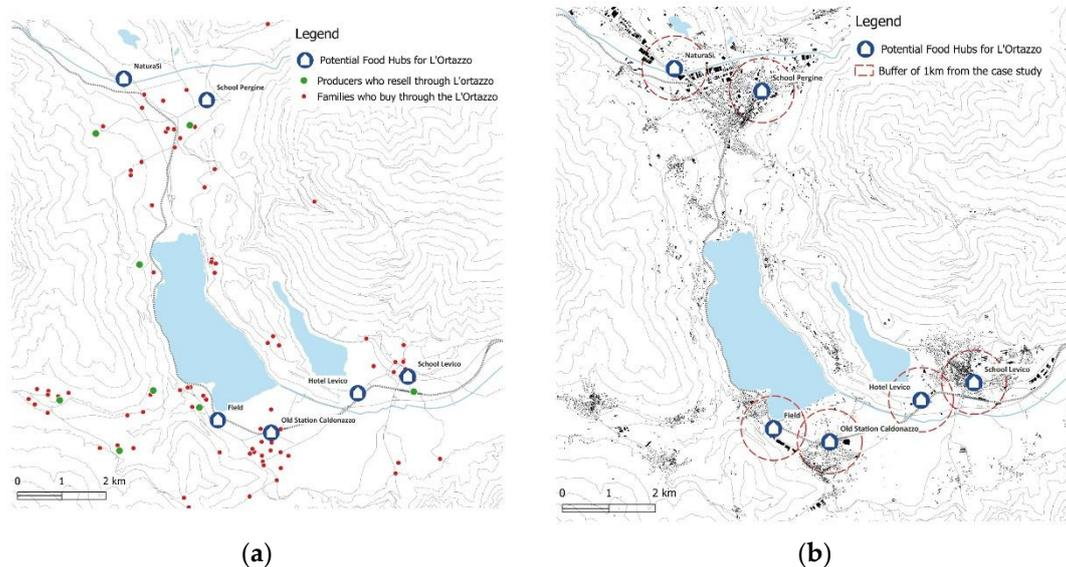 Legend
Potential Food Hubs for L'Ortazzo
Producers who resell through L'ortazzo
Families who buy through the L'Ortazzo
NaturaSì
School Pergine
School Levico
Hotel Levico
Field
Old Station Caldonazzo
0 1 2 km
(a)
Legend
Potential Food Hubs for L'Ortazzo
Buffer of 1km from the case study
NaturaSì
School Pergine
School Levico
Hotel Levico
Field
Old Station Caldonazzo
0 1 2 km
(b)